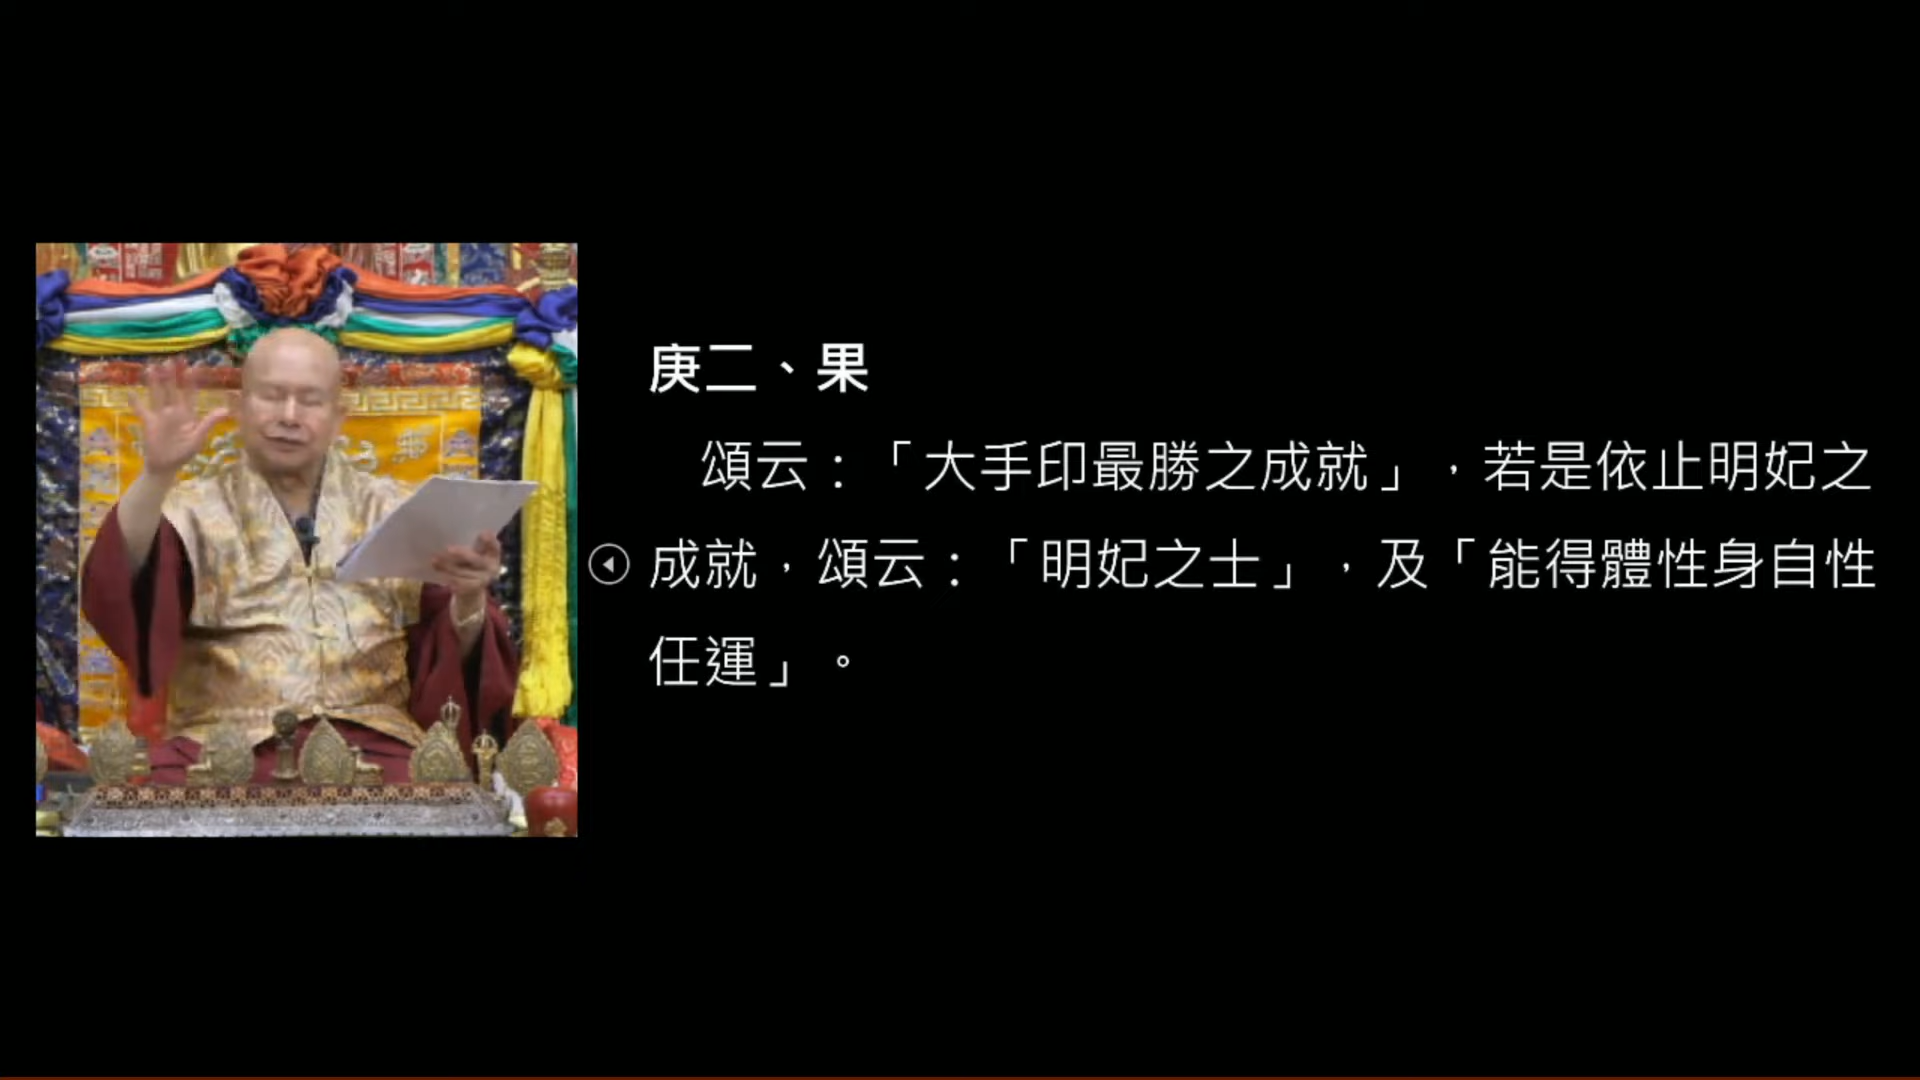 庚二、果
頌云：「大手印最勝之成就」，若是依止明妃之
成就，頌云：「明妃之士」，及「能得體性身自性
任運」。